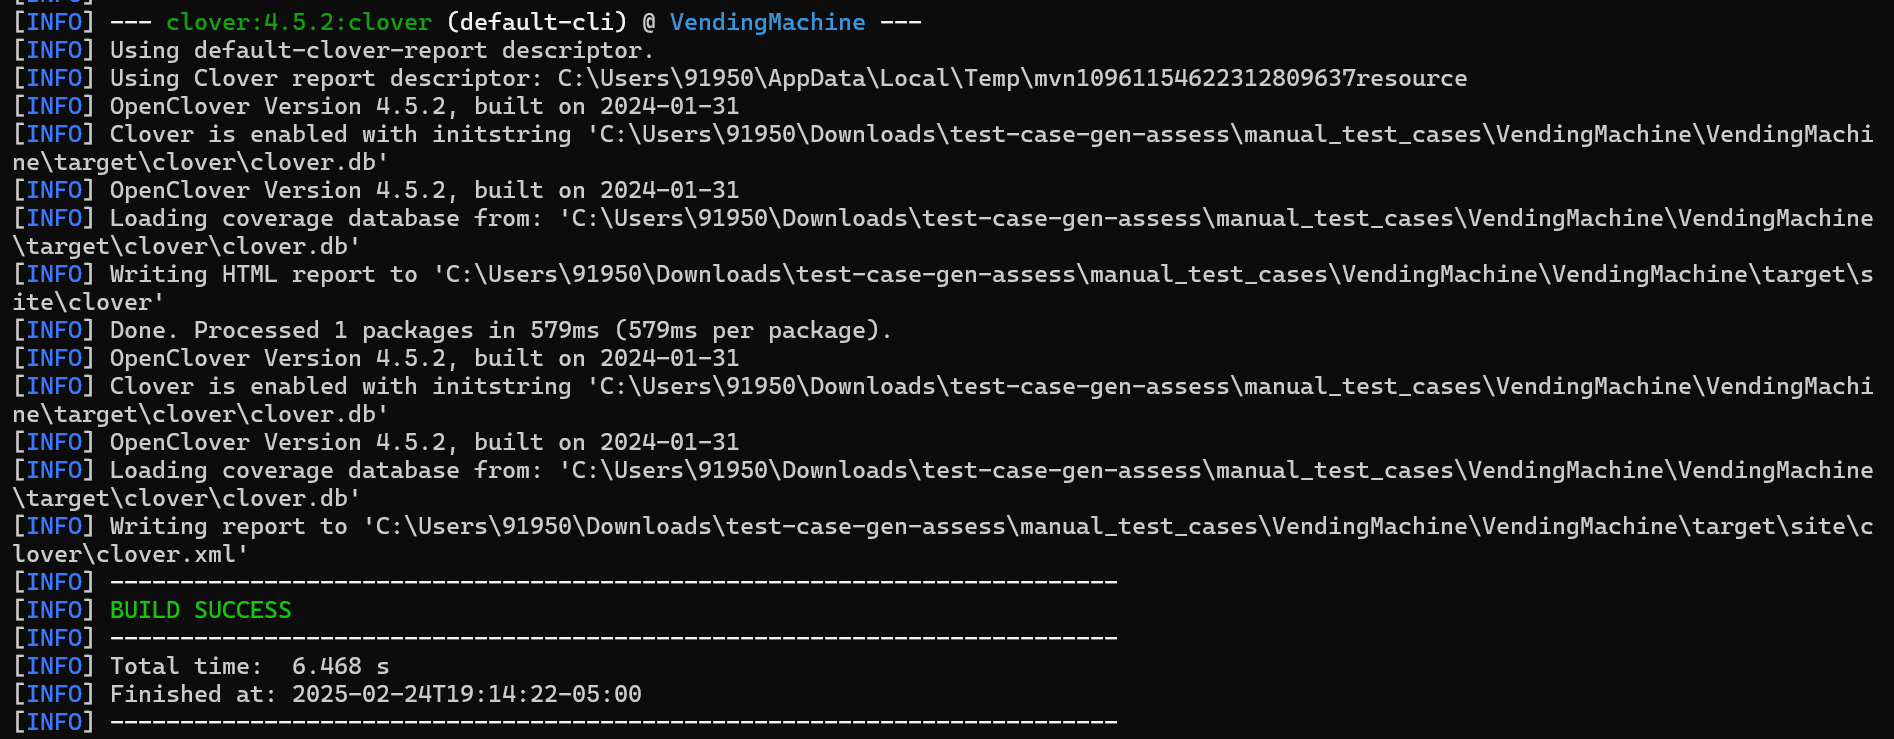 [INFO] --- clover:4.5.2:clover (default-cli) @ VendingMachine ---
[INFO] Using default-clover-report descriptor.
[INFO] Using Clover report descriptor: C:\Users\91950\AppData\Local\Temp\mvn10961154622312809637resource
[INFO] OpenClover Version 4.5.2, built on 2024-01-31
[INFO] Clover is enabled with initstring 'C:\Users\91950\Downloads\test-case-gen-assess\manual_test_cases\VendingMachine\VendingMachi
ne\target\clover\clover.db'
[INFO] OpenClover Version 4.5.2, built on 2024-01-31
[INFO] Loading coverage database from: 'C:\Users\91950\Downloads\test-case-gen-assess\manual_test_cases\VendingMachine\VendingMachine
\target\clover\clover.db'
[INFO] Writing HTML report to 'C:\Users\91950\Downloads\test-case-gen-assess\manual_test_cases\VendingMachine\VendingMachine\target\s
ite\clover'
[INFO] Done. Processed 1 packages in 579ms (579ms per package).
[INFO] OpenClover Version 4.5.2, built on 2024-01-31
[INFO] Clover is enabled with initstring 'C:\Users\91950\Downloads\test-case-gen-assess\manual_test_cases\VendingMachine\VendingMachi
ne\target\clover\clover.db'
[INFO] OpenClover Version 4.5.2, built on 2024-01-31
[INFO] Loading coverage database from: 'C:\Users\91950\Downloads\test-case-gen-assess\manual_test_cases\VendingMachine\VendingMachine
\target\clover\clover.db'
[INFO] Writing report to 'C:\Users\91950\Downloads\test-case-gen-assess\manual_test_cases\VendingMachine\VendingMachine\target\site\c
lover\clover.xml'
[INFO] ------------------------------------------------------------------------
[INFO] BUILD SUCCESS
[INFO] ------------------------------------------------------------------------
[INFO] Total time:  6.468 s
[INFO] Finished at: 2025-02-24T19:14:22-05:00
[INFO] ------------------------------------------------------------------------